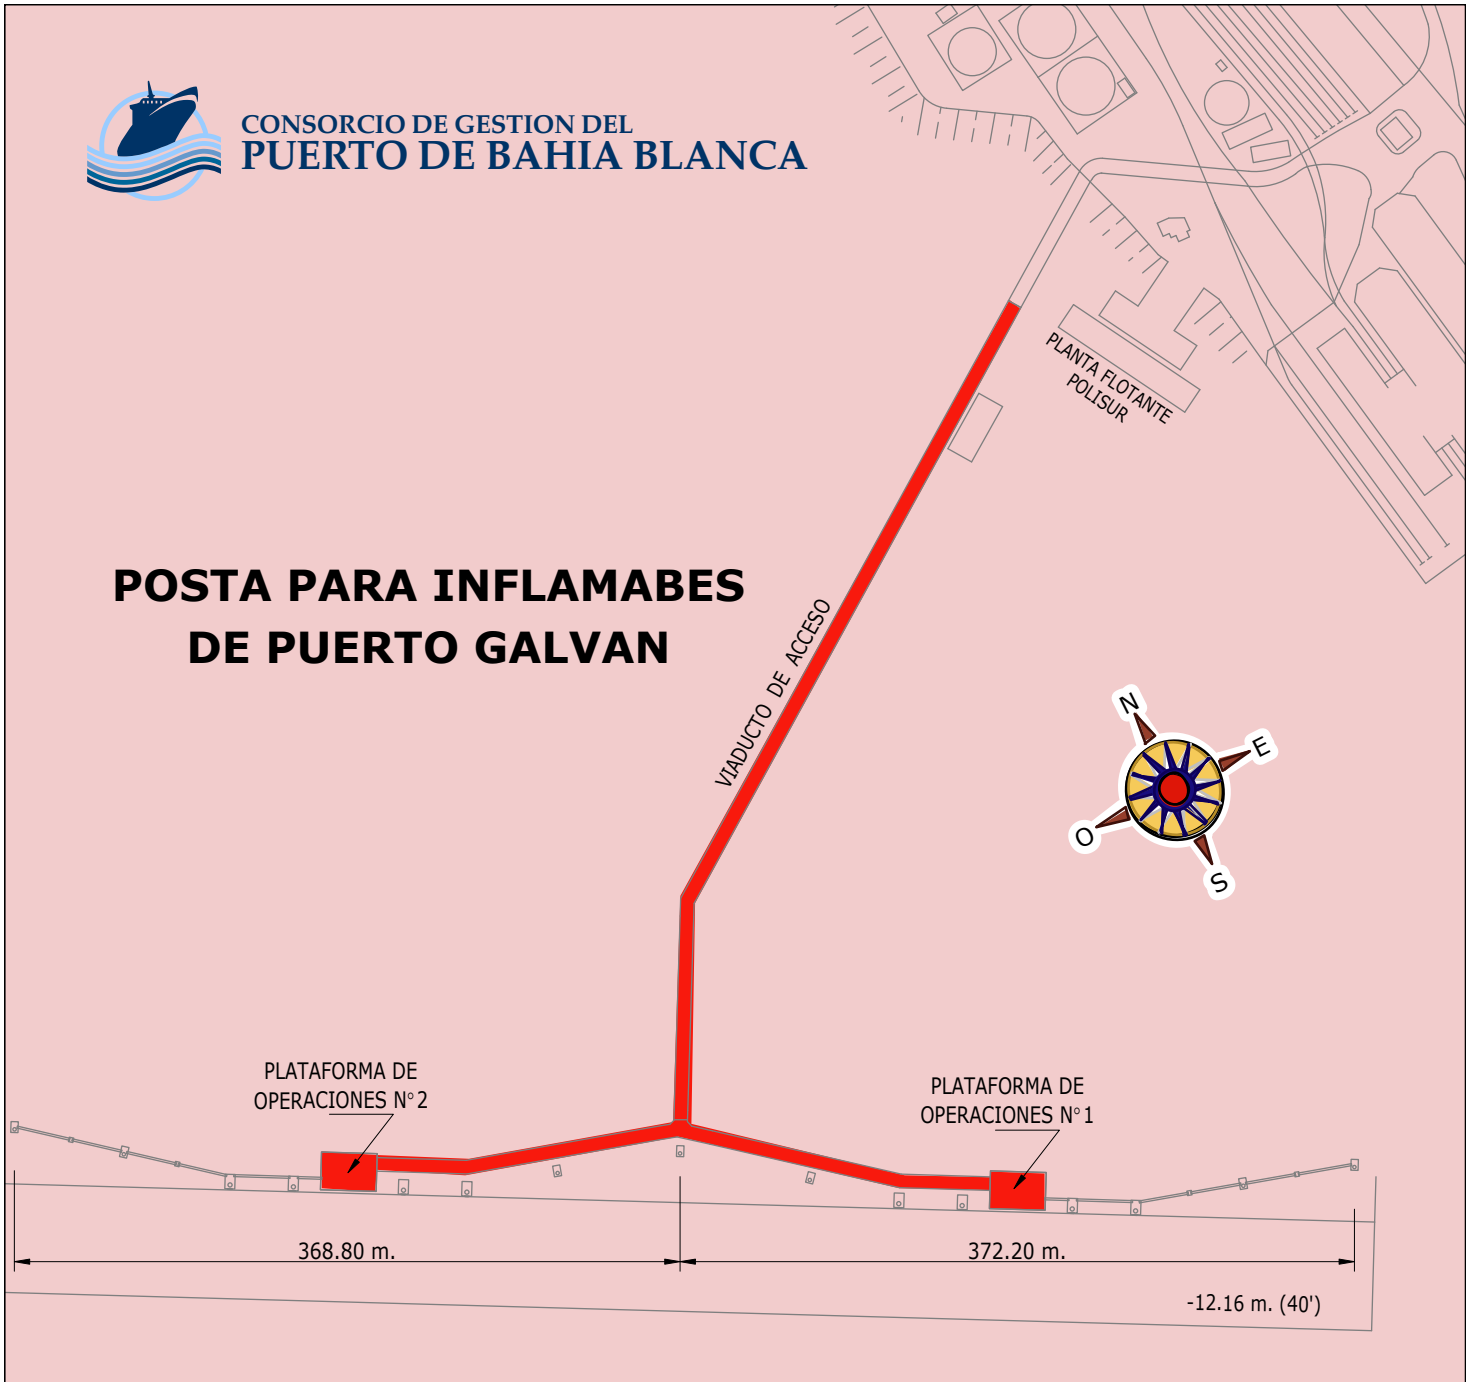 CONSORCIO DE GESTION DEL
PUERTO DE BAHIA BLANCA
PLANTA FLOTANTE
POLISUR
POSTA PARA INFLAMABES
DE PUERTO GALVAN
VIADUCTO DE ACCESO
N
E
O
S
PLATAFORMA DE
OPERACIONES N°2
PLATAFORMA DE
OPERACIONES N°1
368.80 m.
372.20 m.
-12.16 m. (40')